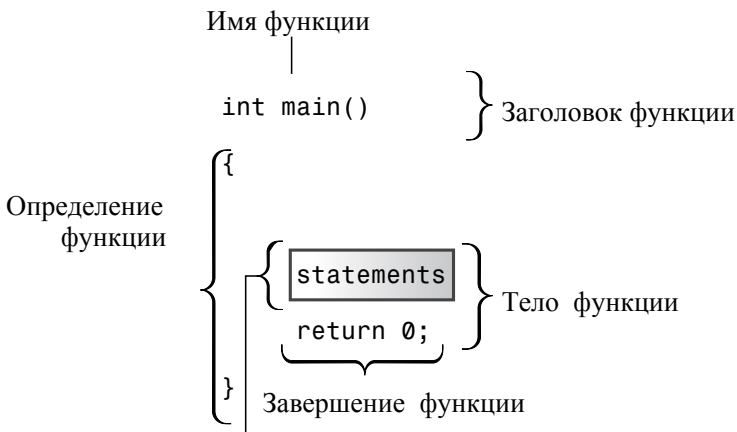 Имя функции
int main()
Заголовок функции
{
Определение
функции
statements
Тело функции
return 0;
}
Завершение функции